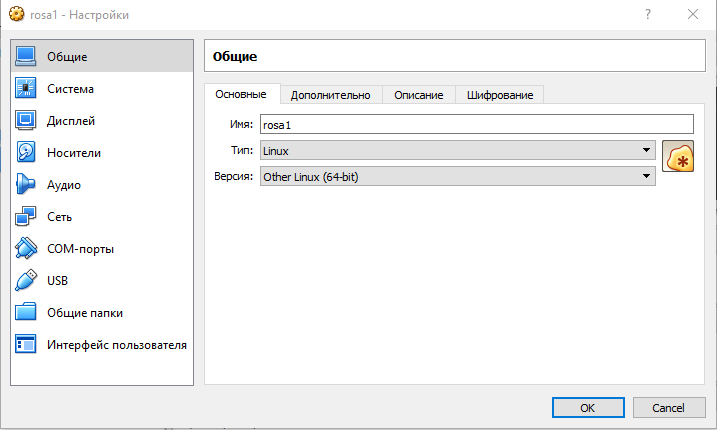 rosa1 - Настройки
?
Общие
Система
Дисплей
Носители
Аудио
Сеть
COM-порты
USB
Общие папки
Интерфейс пользователя
Общие
Основные Дополнительно Описание Шифрование
Имя: rosa1
Тип: Linux
Версия: Other Linux (64-bit)
OK Cancel